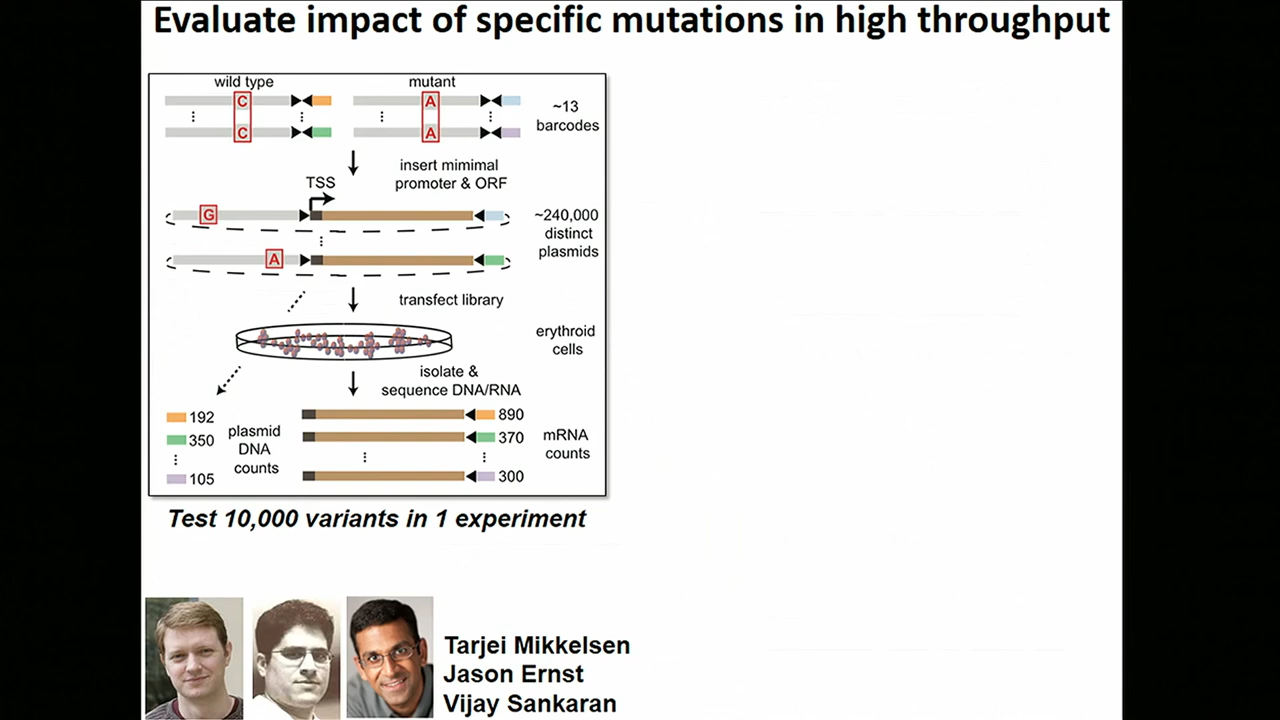 Evaluate impact of specific mutations in high throughput
wild type
mutant
C
A
C
A
~13
barcodes
insert mimimal
promoter & ORF
TSS
G
A
~240,000
distinct
plasmids
transfect library
erythroid
cells
isolate &
sequence DNA/RNA
192
350
105
plasmid
DNA
counts
890
370
300
mRNA
counts
Test 10,000 variants in 1 experiment
Tarjei Mikkelsen
Jason Ernst
Vijay Sankaran